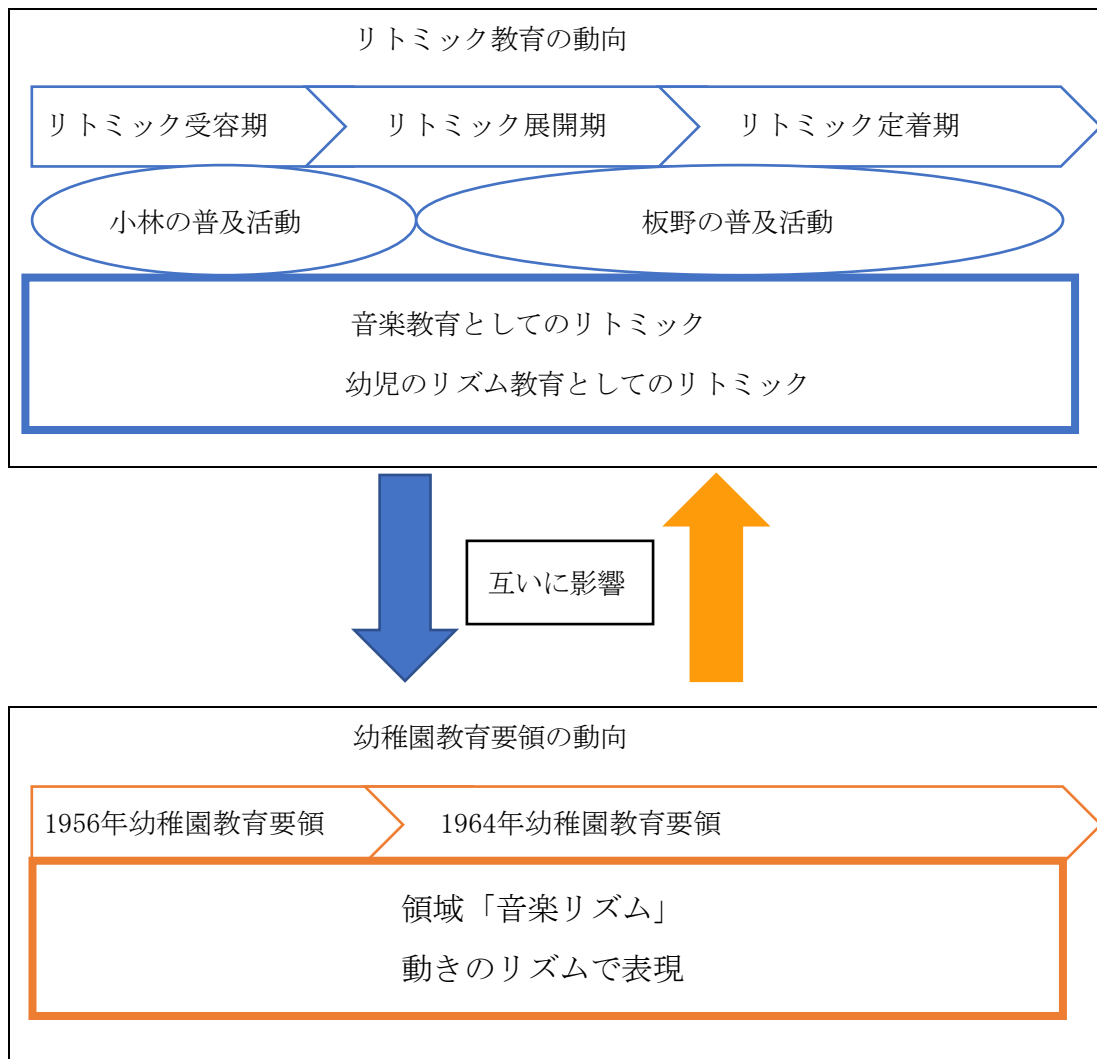 リトミック教育の動向
リトミック受容期
リトミック展開期
リトミック定着期
小林の普及活動
板野の普及活動
音楽教育としてのリトミック
幼児のリズム教育としてのリトミック
互いに影響
幼稚園教育要領の動向
1956年幼稚園教育要領
1964年幼稚園教育要領
領域「音楽リズム」
動きのリズムで表現